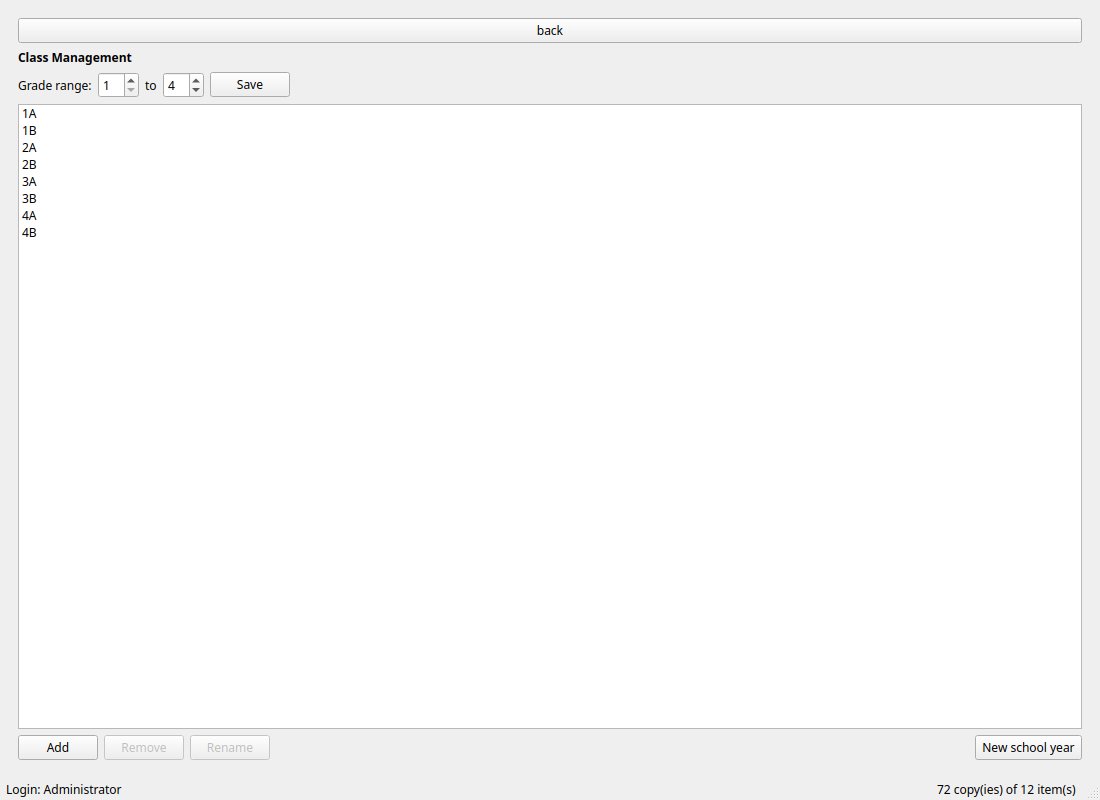 back
Class Management
Grade range: 1 to 4 Save
1A
1B
2A
2B
3A
3B
4A
4B
Add Remove Rename New school year
Login: Administrator 72 copy(ies) of 12 item(s)